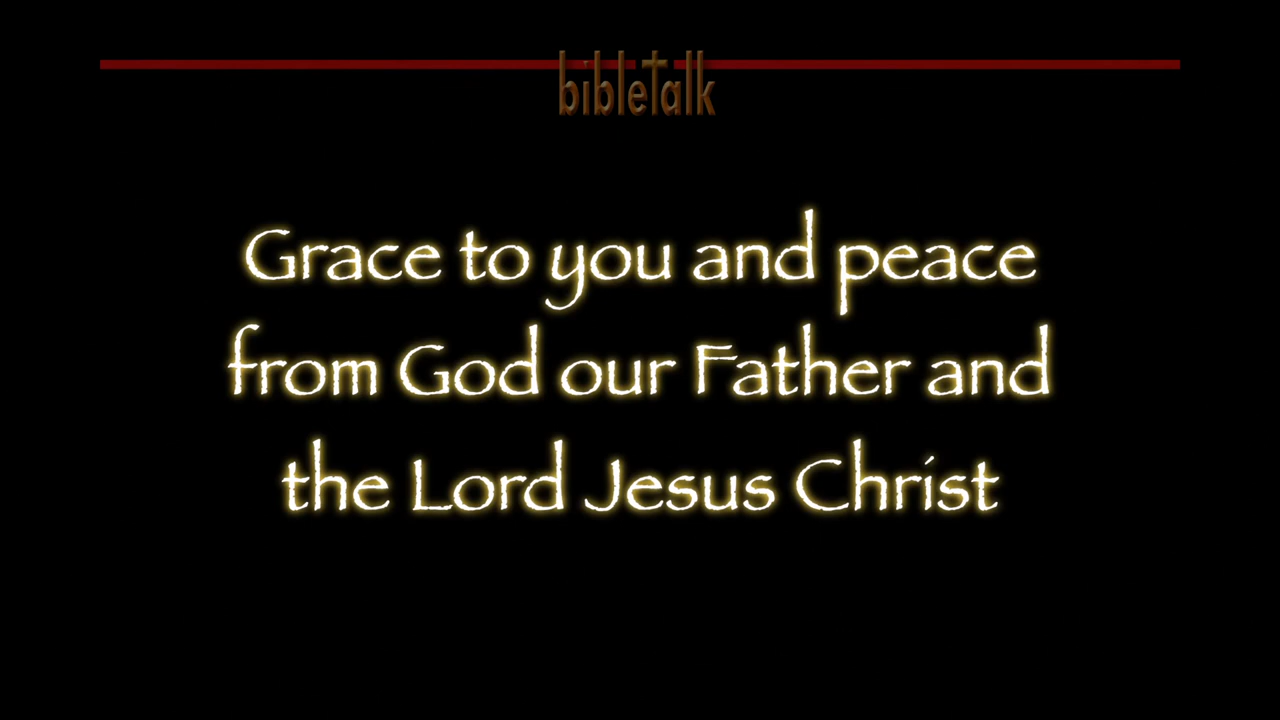 bibleTalk
Grace to you and peace
from God our Father and
the Lord Jesus Christ